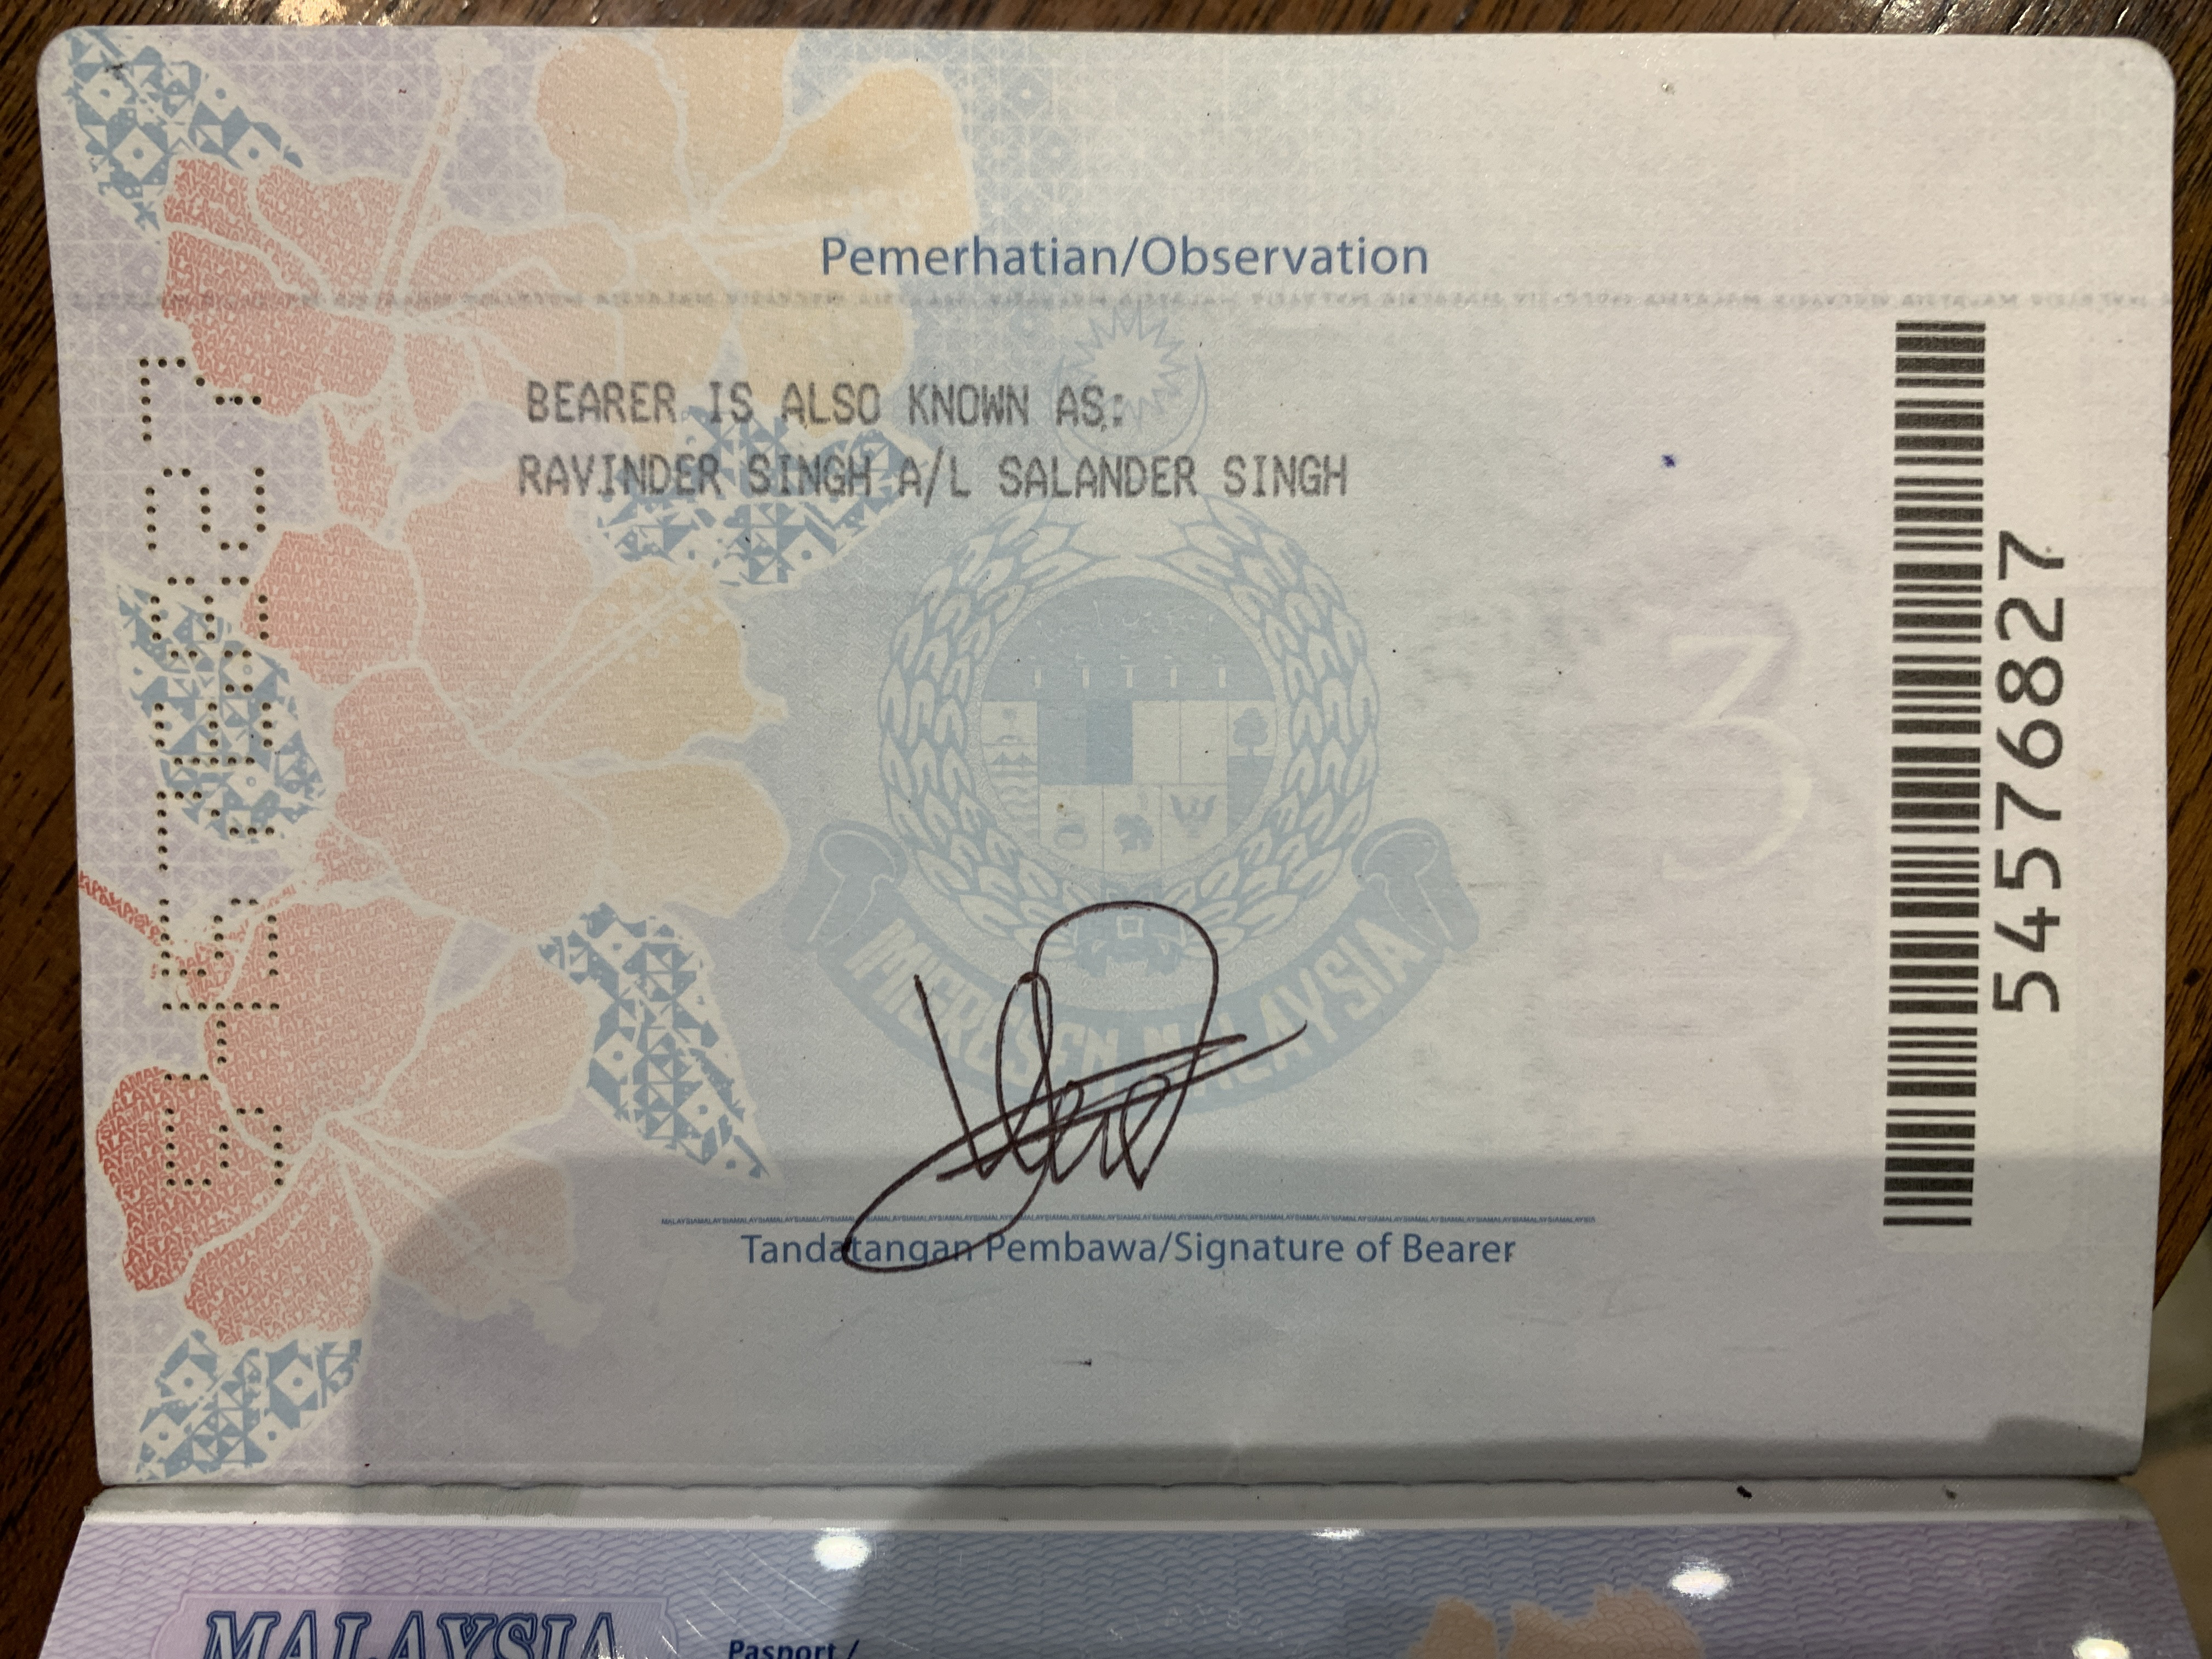 Pemerhatian/Observation
BEARER IS ALSO KNOWN AS:
RAVINDER SINGH A/L SALANDER SINGH
54576827
3
Tandatangan Pembawa/Signature of Bearer
IMIGRESEN MALAYSIA
MALAYSIA
Pasport /